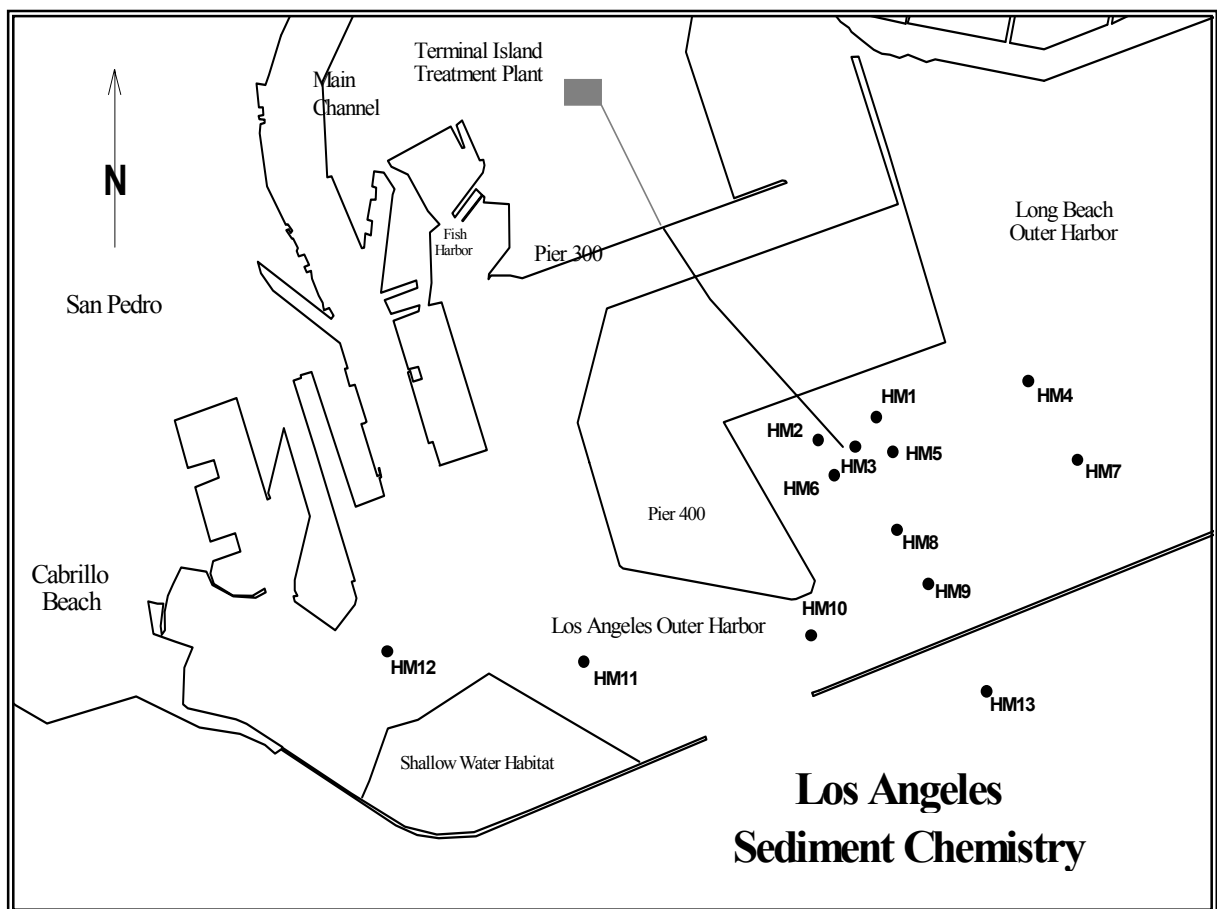 Terminal Island
Treatment Plant
Main
Channel
N
Fish
Harbor
Pier 300
Long Beach
Outer Harbor
San Pedro
HM4
HM1
HM2
HM3
HM5
HM7
HM6
Pier 400
HM8
Cabrillo
Beach
HM9
HM10
Los Angeles Outer Harbor
HM12
HM11
HM13
Shallow Water Habitat
Los Angeles
Sediment Chemistry